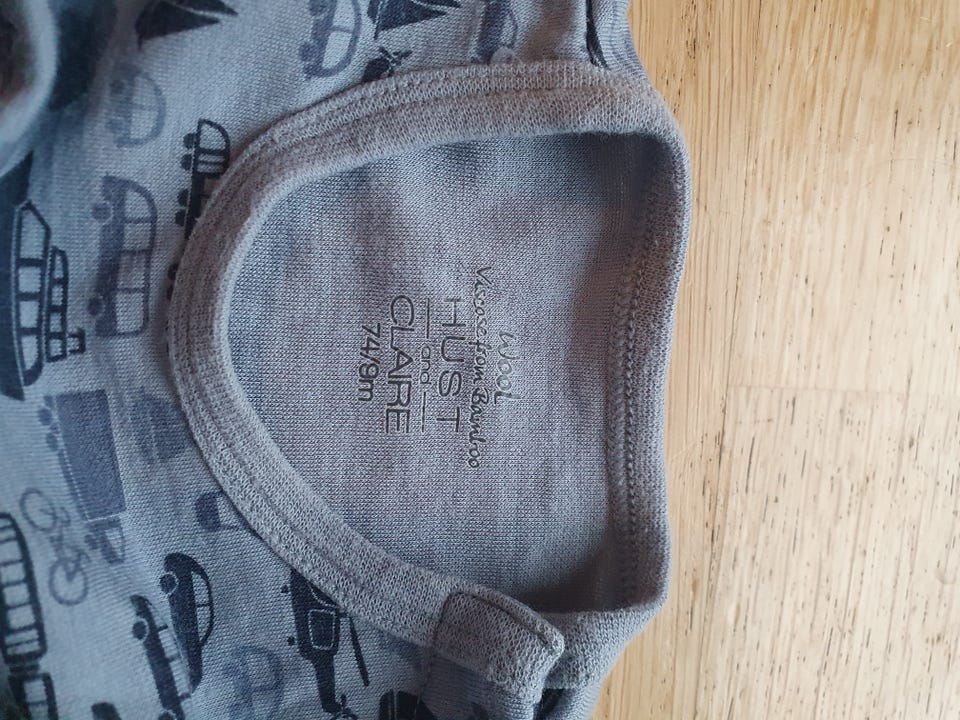 Wool
Viscose from Bamboo
HUST
and
CLAIRE
74/9m